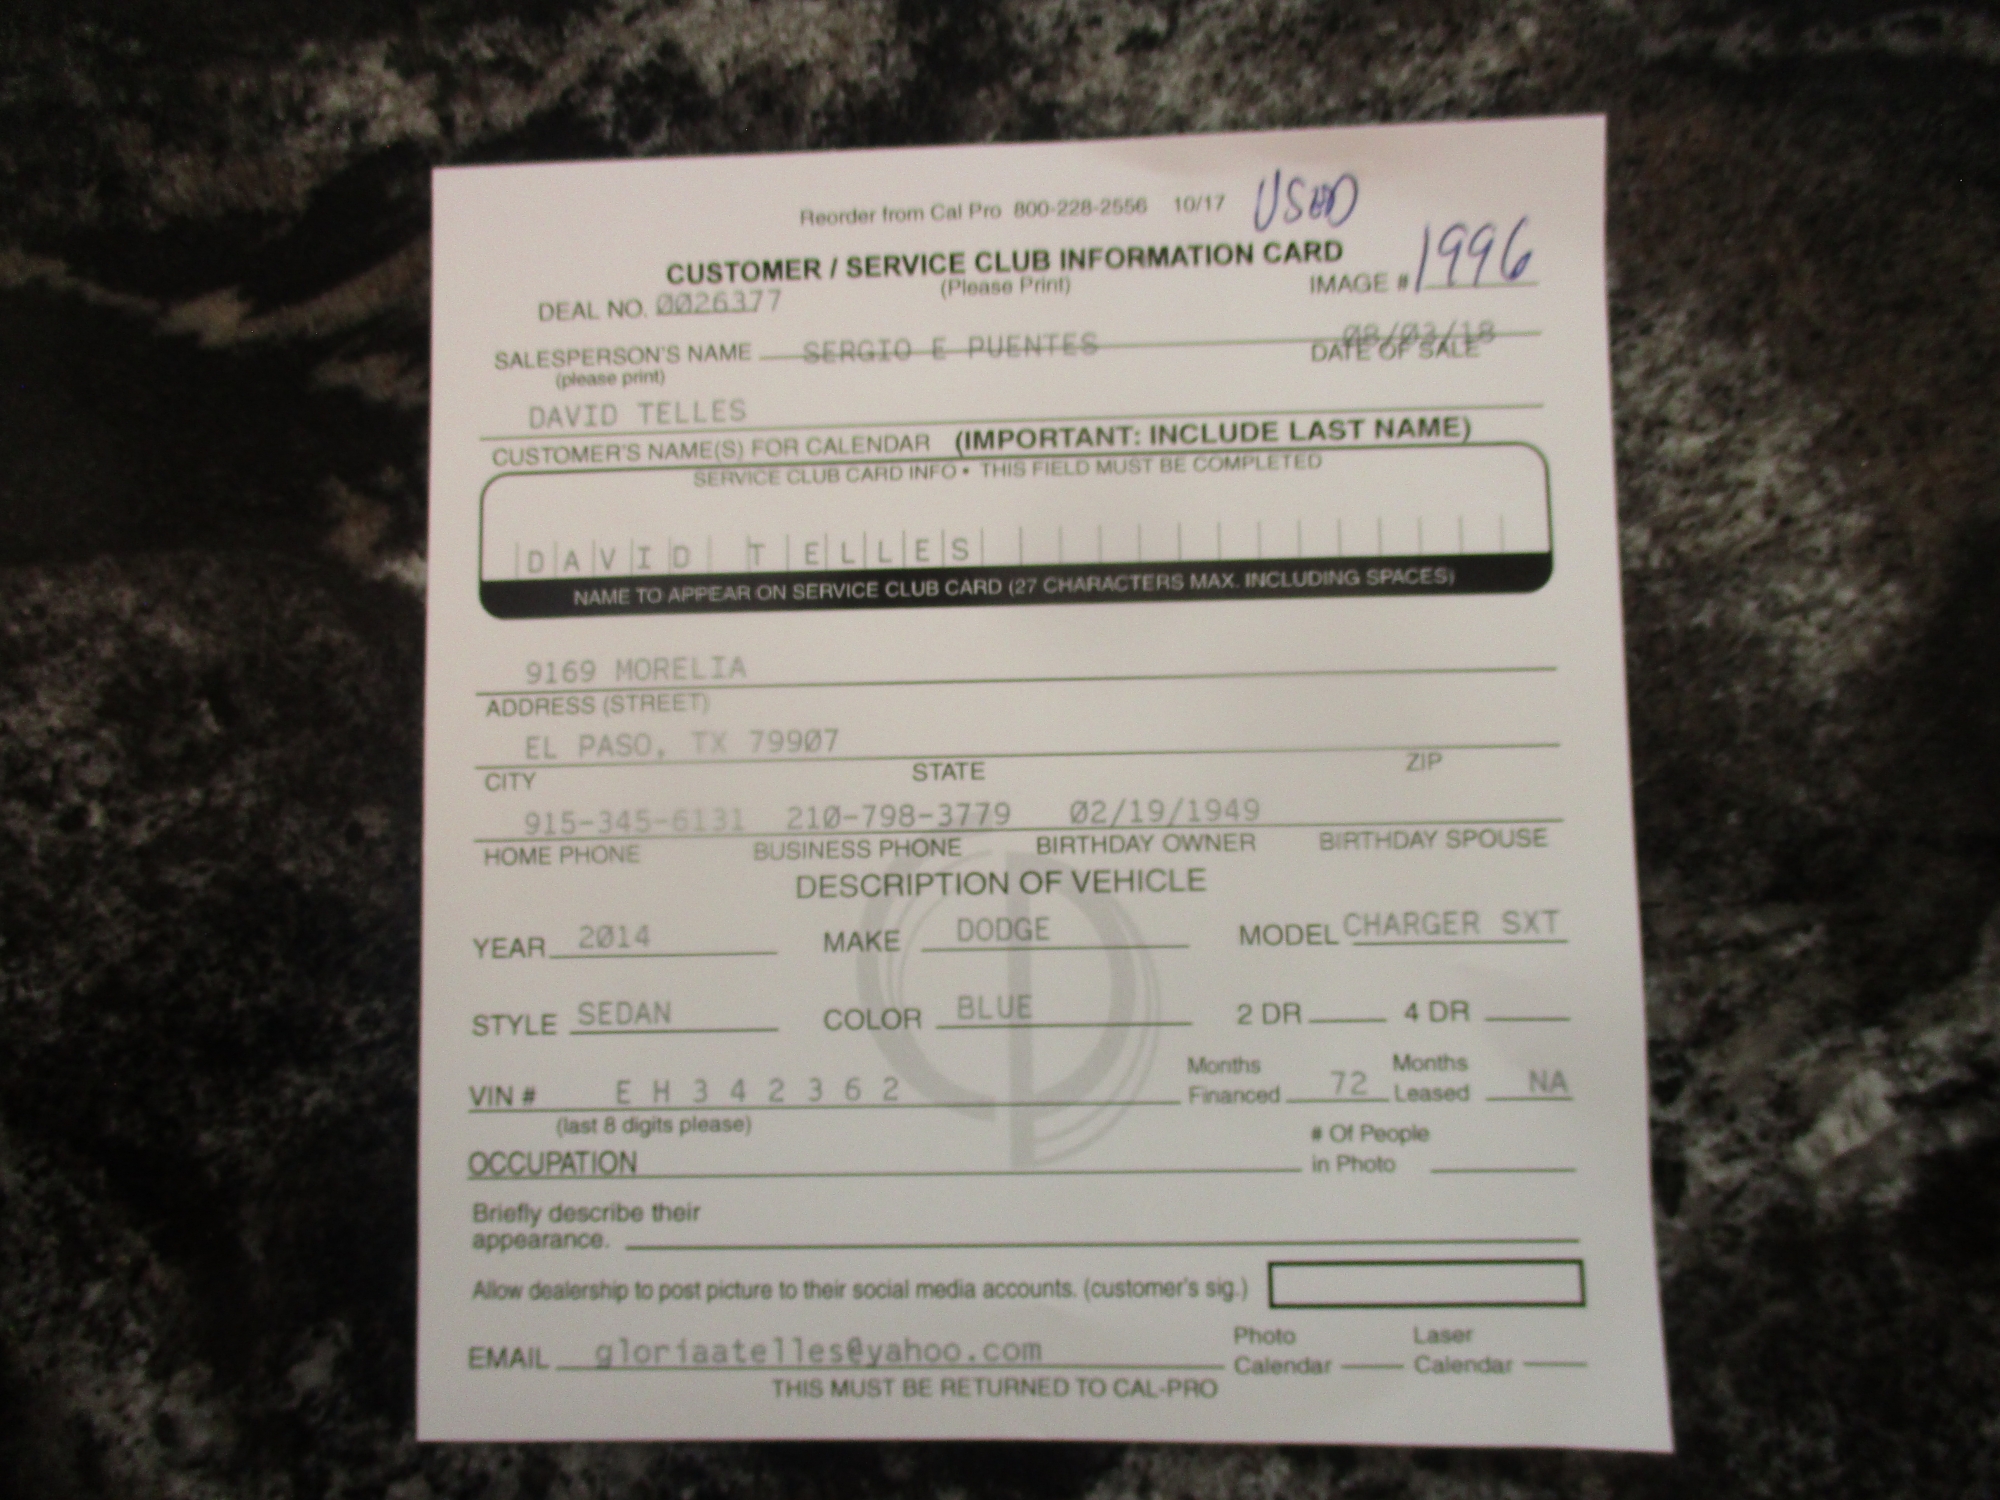 Reorder from Cal Pro 800-228-2556 10/17 USED
CUSTOMER / SERVICE CLUB INFORMATION CARD
(Please Print)
IMAGE # 1996
DEAL NO. 0026377
SALESPERSON'S NAME SERGIO E PUENTES
08/03/18
DATE OF SALE
(please print)
DAVID TELLES
CUSTOMER'S NAME(S) FOR CALENDAR (IMPORTANT: INCLUDE LAST NAME)
SERVICE CLUB CARD INFO • THIS FIELD MUST BE COMPLETED
DAVID TELLES
NAME TO APPEAR ON SERVICE CLUB CARD (27 CHARACTERS MAX. INCLUDING SPACES)
9169 MORELIA
ADDRESS (STREET)
EL PASO, TX 79907
CITY STATE ZIP
915-345-6131 210-798-3779 02/19/1949
HOME PHONE BUSINESS PHONE BIRTHDAY OWNER BIRTHDAY SPOUSE
DESCRIPTION OF VEHICLE
YEAR 2014 MAKE DODGE MODEL CHARGER SXT
STYLE SEDAN COLOR BLUE 2 DR 4 DR
VIN # E H 3 4 2 3 6 2 Months Financed 72 Months Leased NA
(last 8 digits please)
OCCUPATION # Of People in Photo
Briefly describe their
appearance.
Allow dealership to post picture to their social media accounts. (customer's sig.)
EMAIL gloriaatelles@yahoo.com Photo Calendar Laser Calendar
THIS MUST BE RETURNED TO CAL-PRO